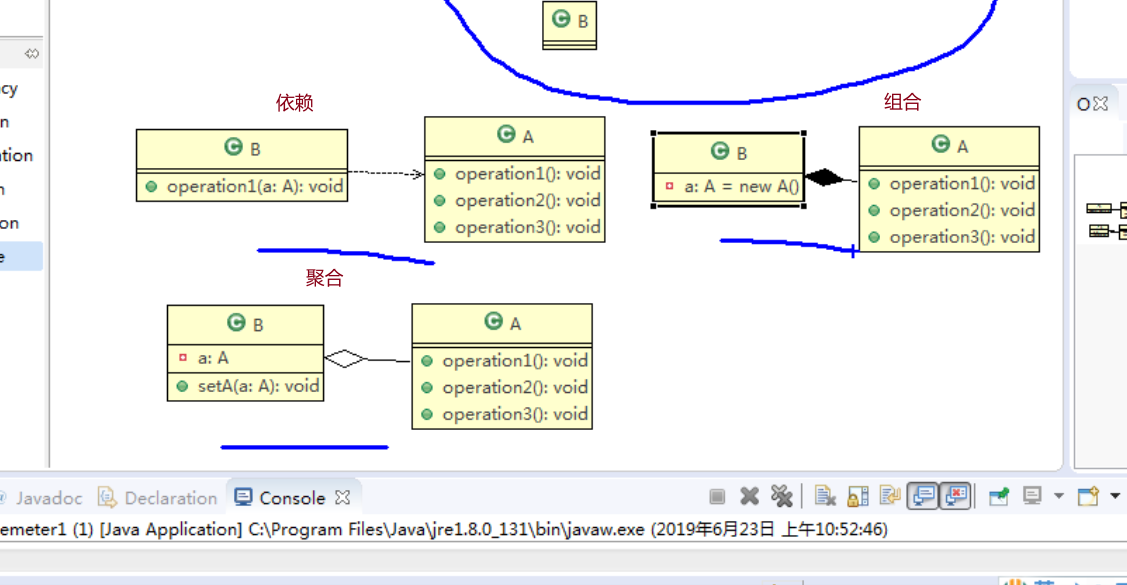 C B
cy
n
ation
n
on
e
依赖
组合
C B
operation1(a: A): void
C A
operation1(): void
operation2(): void
operation3(): void
C B
a: A = new A()
C A
operation1(): void
operation2(): void
operation3(): void
聚合
C B
a: A
setA(a: A): void
C A
operation1(): void
operation2(): void
operation3(): void
@ Javadoc
Declaration
Console
emeter1 (1) [Java Application] C:\Program Files\Java\jre1.8.0_131\bin\javaw.exe (2019年6月23日 上午10:52:46)